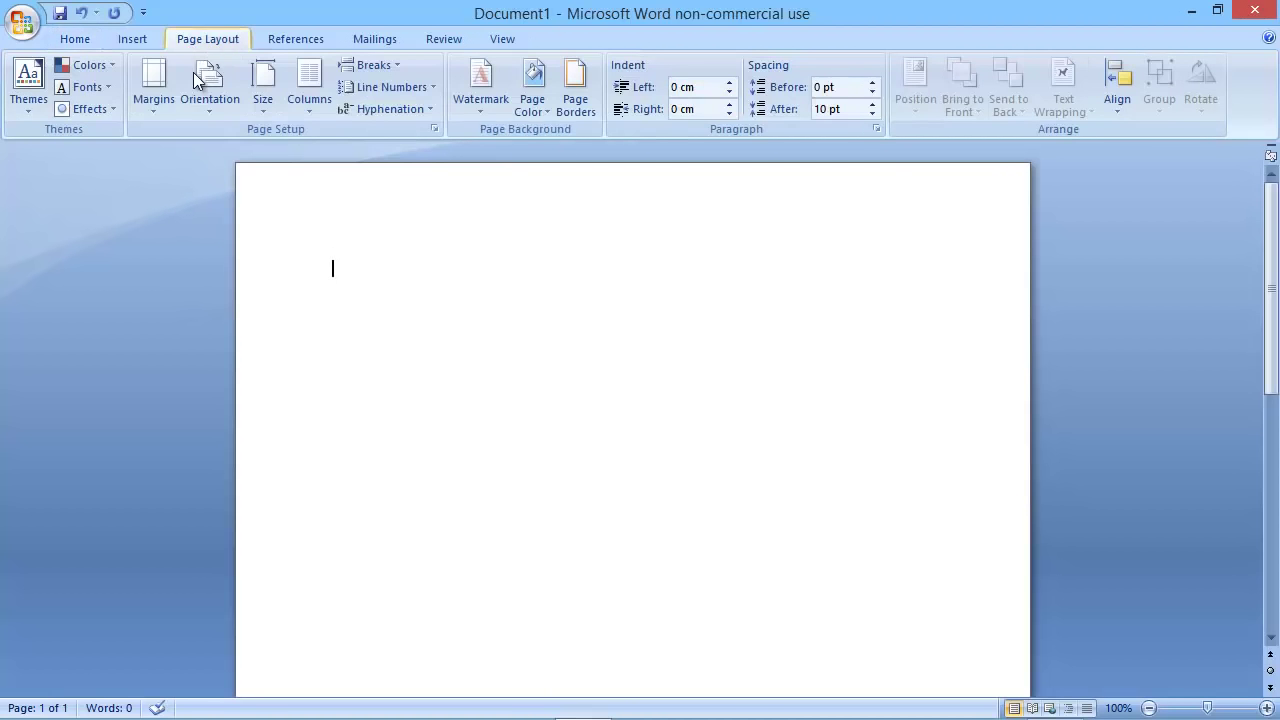 Document1 - Microsoft Word non-commercial use
Home Insert Page Layout References Mailings Review View
Themes
Colors
Fonts
Effects
Themes
Margins
Orientation
Size
Columns
Breaks
Line Numbers
Hyphenation
Page Setup
Watermark
Page Color
Page Borders
Page Background
Indent
Left: 0 cm
Right: 0 cm
Spacing
Before: 0 pt
After: 10 pt
Paragraph
Position
Bring to Front
Send to Back
Text Wrapping
Align
Group
Rotate
Arrange
Page: 1 of 1 Words: 0 100%